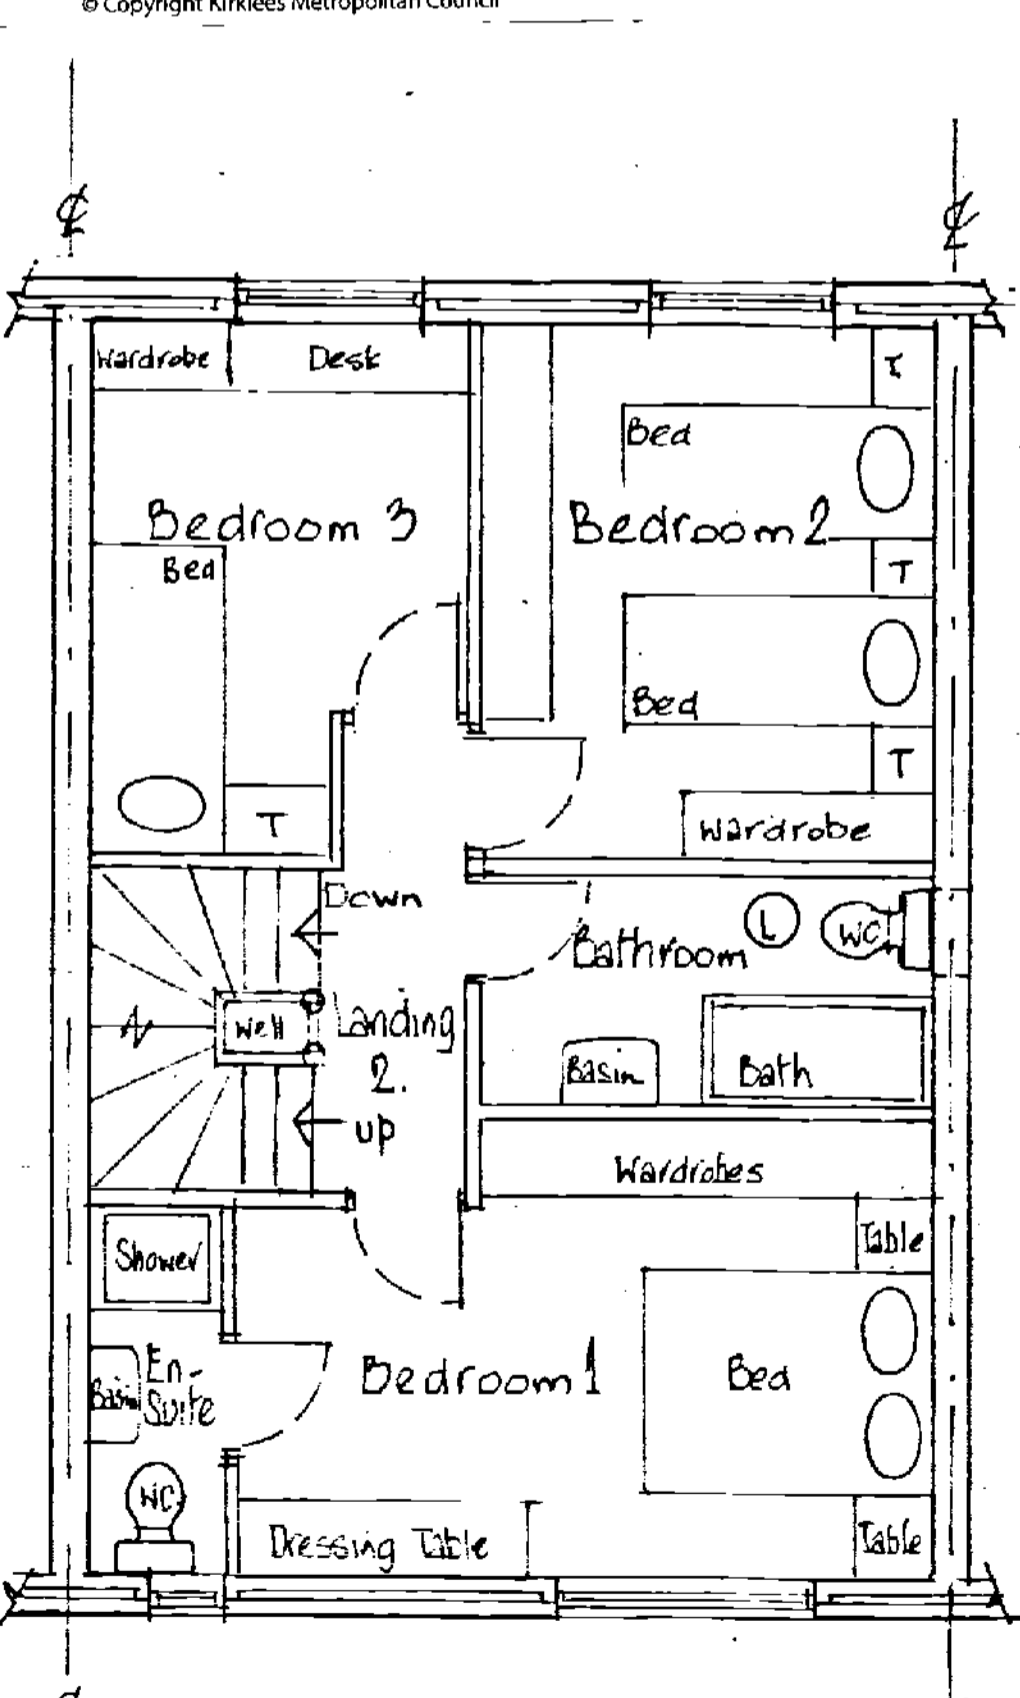 © Copyright Kirklees Metropolitan Council
Wardrobe
Desk
T
Bed
Bedroom 3
Bedroom 2
Bed
T
Bed
T
T
Wardrobe
Down
Bathroom
L
WC
Well
Landing
2.
Basin
Bath
up
Wardrobes
Shower
Table
Bedroom 1
Bed
En-
Suite
Basin
WC
Dressing Table
Table